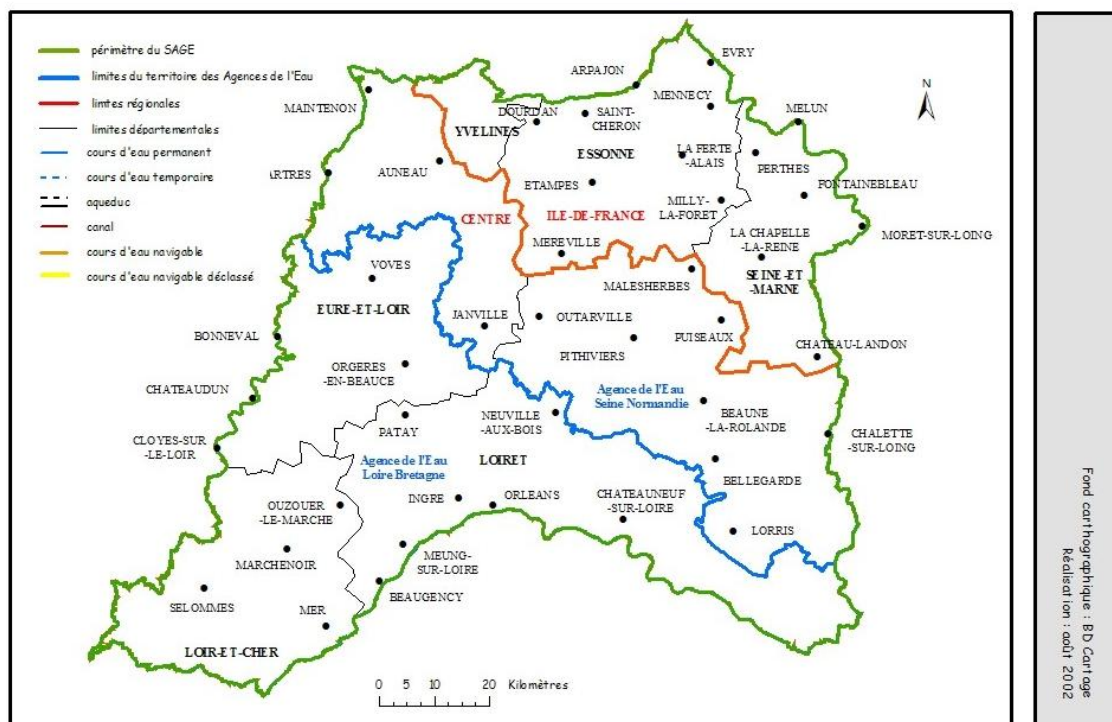 périmètre du SAGE
limites du territoire des Agences de l'Eau
limtes régionales
limites départementales
cours d'eau permanent
cours d'eau temporaire
aqueduc
canal
cours d'eau navigable
cours d'eau navigable déclassé
EVRY
ARPAJON
MAINTENON
MENNECY
N
DOURDAN
SAINT-
CHERON
MELUN
YVELINES
ESSONNE
LA FERTE
-ALAIS
PERTHES
ARTRES
AUNEAU
ETAMPES
FONTAINEBLEAU
MILLY-
LA-FORET
CENTRE
ILE-DE-FRANCE
MORET-SUR-LOING
LA CHAPELLE
-LA-REINE
MEREVILLE
VOVES
SEINE-ET
-MARNE
MALESHERBES
EURE-ET-LOIR
JANVILLE
OUTARVILLE
PUISEAUX
BONNEVAL
PITHIVIERS
CHATEAU-LANDON
ORGERES
-EN-BEAUCE
CHATEAUDUN
Agence de l'Eau
Seine Normandie
NEUVILLE
-AUX-BOIS
BEAUNE
-LA-ROLANDE
PATAY
CHALETTE
-SUR-LOING
CLOYES-SUR
-LE-LOIR
Agence de l'Eau
Loire Bretagne
LOIRET
BELLEGARDE
INGRE
ORLEANS
CHATEAUNEUF
-SUR-LOIRE
OUZOUER
-LE-MARCHE
LORRIS
MARCHENOIR
MEUNG-
SUR-LOIRE
SELOMMES
BEAUGENCY
MER
LOIR-ET-CHER
0 5 10 20 Kilomètres
Fond carthographique : BD Cartage
Réalisation : août 2002